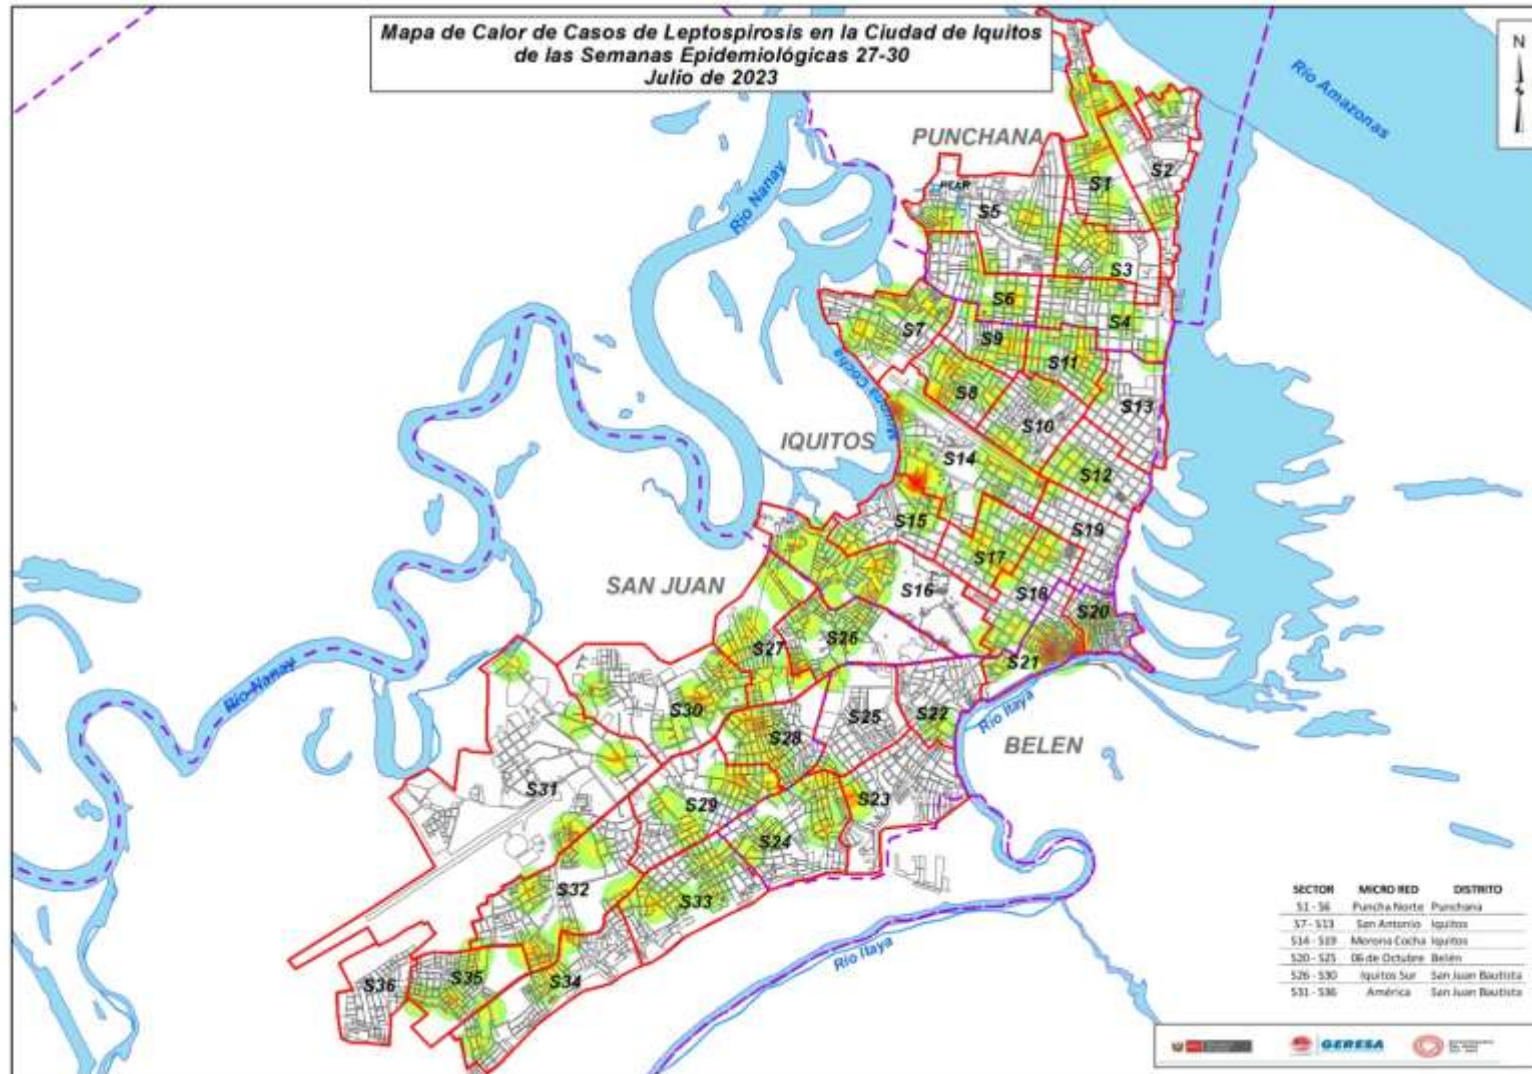 Mapa de Calor de Casos de Leptospirosis en la Ciudad de Iquitos
de las Semanas Epidemiológicas 27-30
Julio de 2023
N
Río Amazonas
PUNCHANA
S2
S1
Río Nanay
PEAR
S5
S3
S6
S4
S7
S9
S11
S8
S13
S10
Morona Cocha
IQUITOS
S14
S12
S15
S19
S17
SAN JUAN
S16
S18
S20
S26
S27
S21
Río Nanay
S30
S22
S25
Río Itaya
S28
BELEN
S31
S29
S23
S24
S32
S33
Río Itaya
S36
S35
S34
SECTOR MICRO RED DISTRITO
S1 - S6 Puncha Norte Punchana
S7 - S13 San Antonio Iquitos
S14 - S19 Morona Cocha Iquitos
S20 - S25 06 de Octubre Belén
S26 - S30 Iquitos Sur San Juan Bautista
S31 - S36 América San Juan Bautista
GERESA